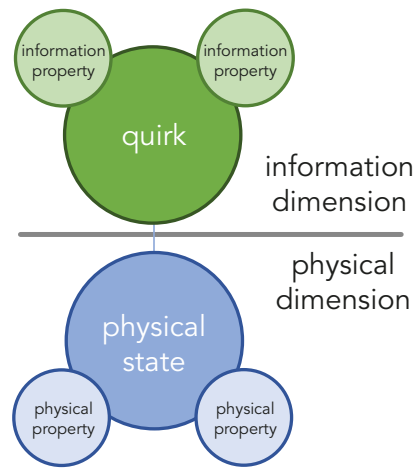 information
property
information
property
quirk
information
dimension
physical
dimension
physical
state
physical
property
physical
property